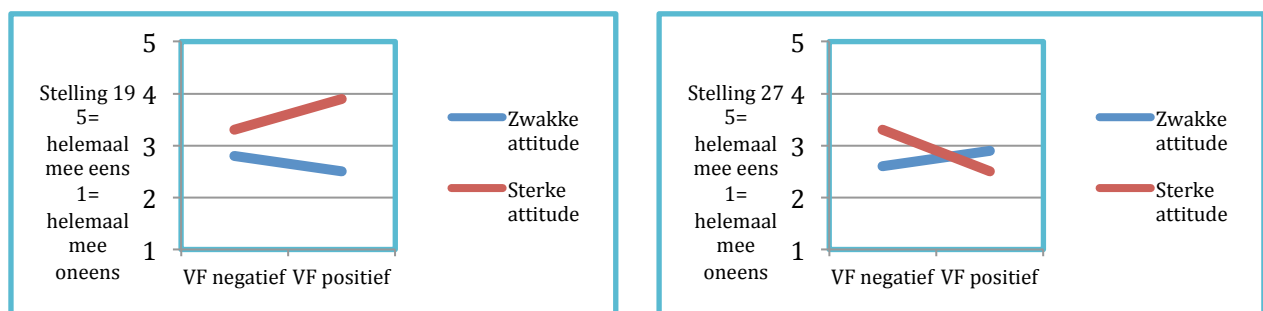 5
4
3
2
1
Stelling 19
5=
helemaal
mee eens
1=
helemaal
mee
oneens
VF negatief VF positief
Zwakke
attitude
Sterke
attitude
5
4
3
2
1
Stelling 27
5=
helemaal
mee eens
1=
helemaal
mee
oneens
VF negatief VF positief
Zwakke
attitude
Sterke
attitude